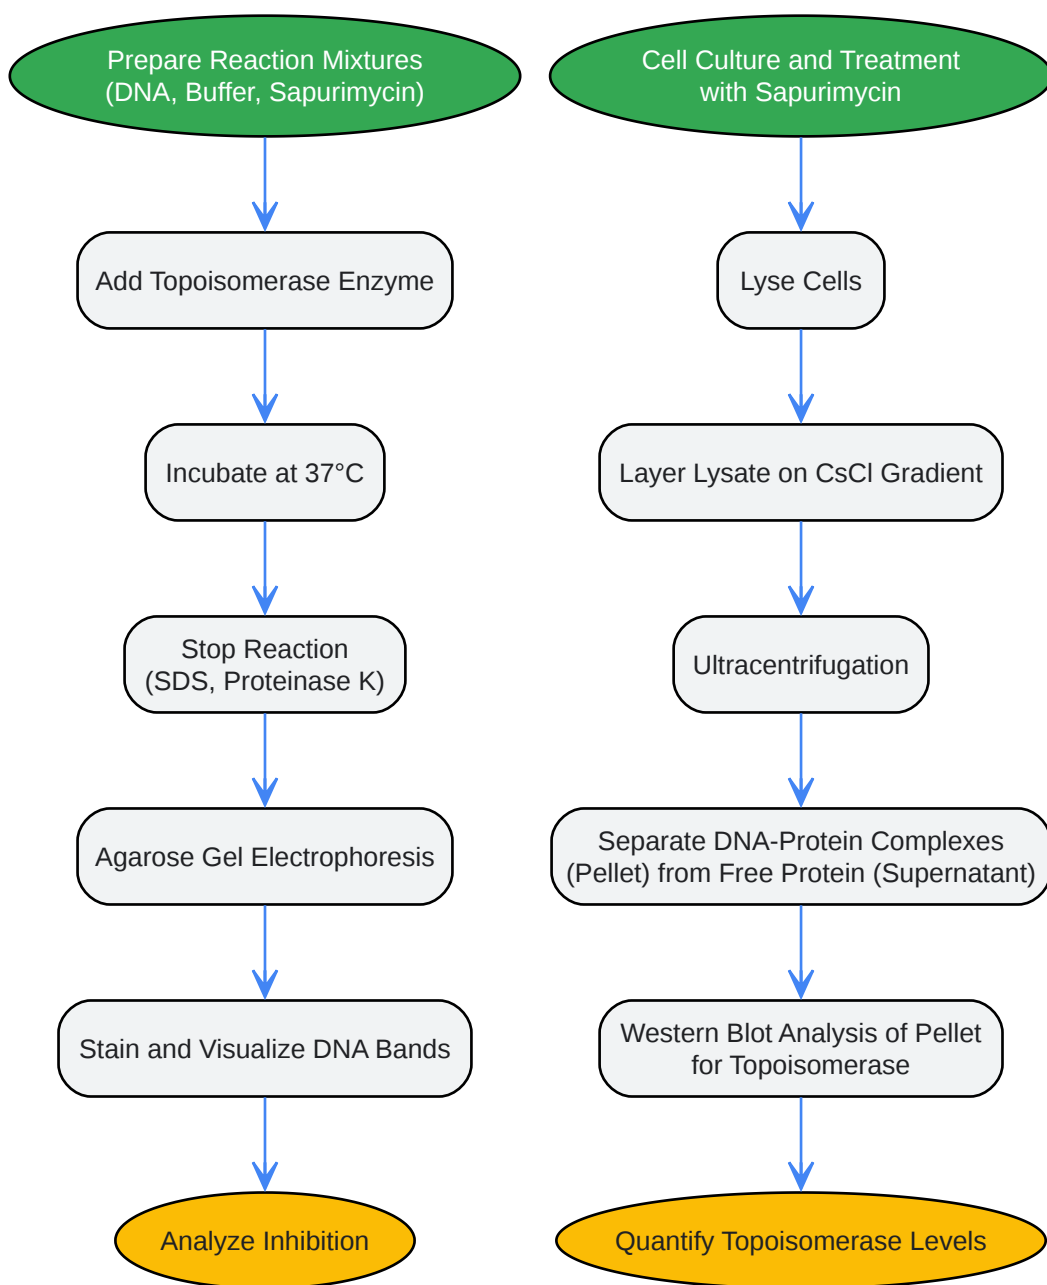 Prepare Reaction Mixtures
(DNA, Buffer, Sapurimycin)
Add Topoisomerase Enzyme
Incubate at 37°C
Stop Reaction
(SDS, Proteinase K)
Agarose Gel Electrophoresis
Stain and Visualize DNA Bands
Analyze Inhibition
Cell Culture and Treatment
with Sapurimycin
Lyse Cells
Layer Lysate on CsCl Gradient
Ultracentrifugation
Separate DNA-Protein Complexes
(Pellet) from Free Protein (Supernatant)
Western Blot Analysis of Pellet
for Topoisomerase
Quantify Topoisomerase Levels